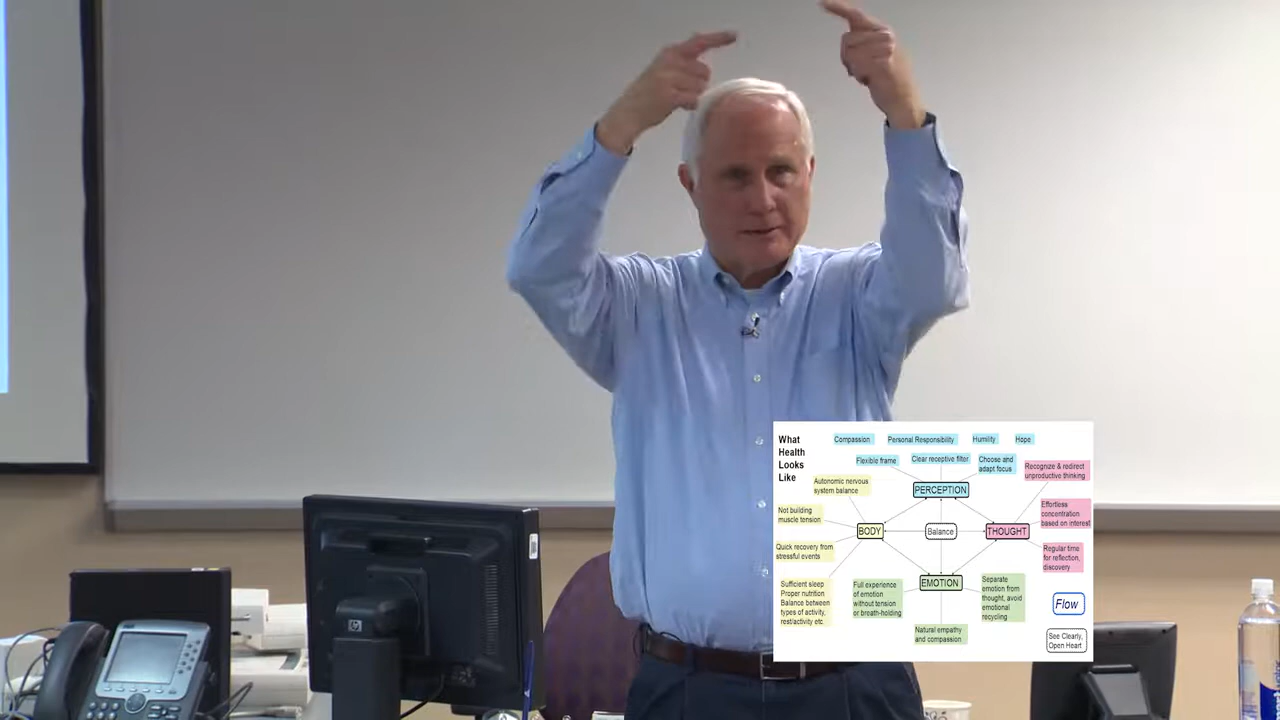 What
Health
Looks
Like
Compassion
Personal Responsibility
Humility
Hope
Flexible frame
Clear receptive filter
Choose and
adapt focus
Recognize & redirect
unproductive thinking
Autonomic nervous
system balance
PERCEPTION
Not building
muscle tension
Effortless
concentration
based on interest
BODY
Balance
THOUGHT
Quick recovery from
stressful events
Regular time
for reflection,
discovery
Sufficient sleep
Proper nutrition
Balance between
types of activity,
rest/activity etc.
Full experience
of emotion
without tension
or breath-holding
EMOTION
Separate
emotion from
thought, avoid
emotional
recycling
Flow
Natural empathy
and compassion
See Clearly,
Open Heart
hp